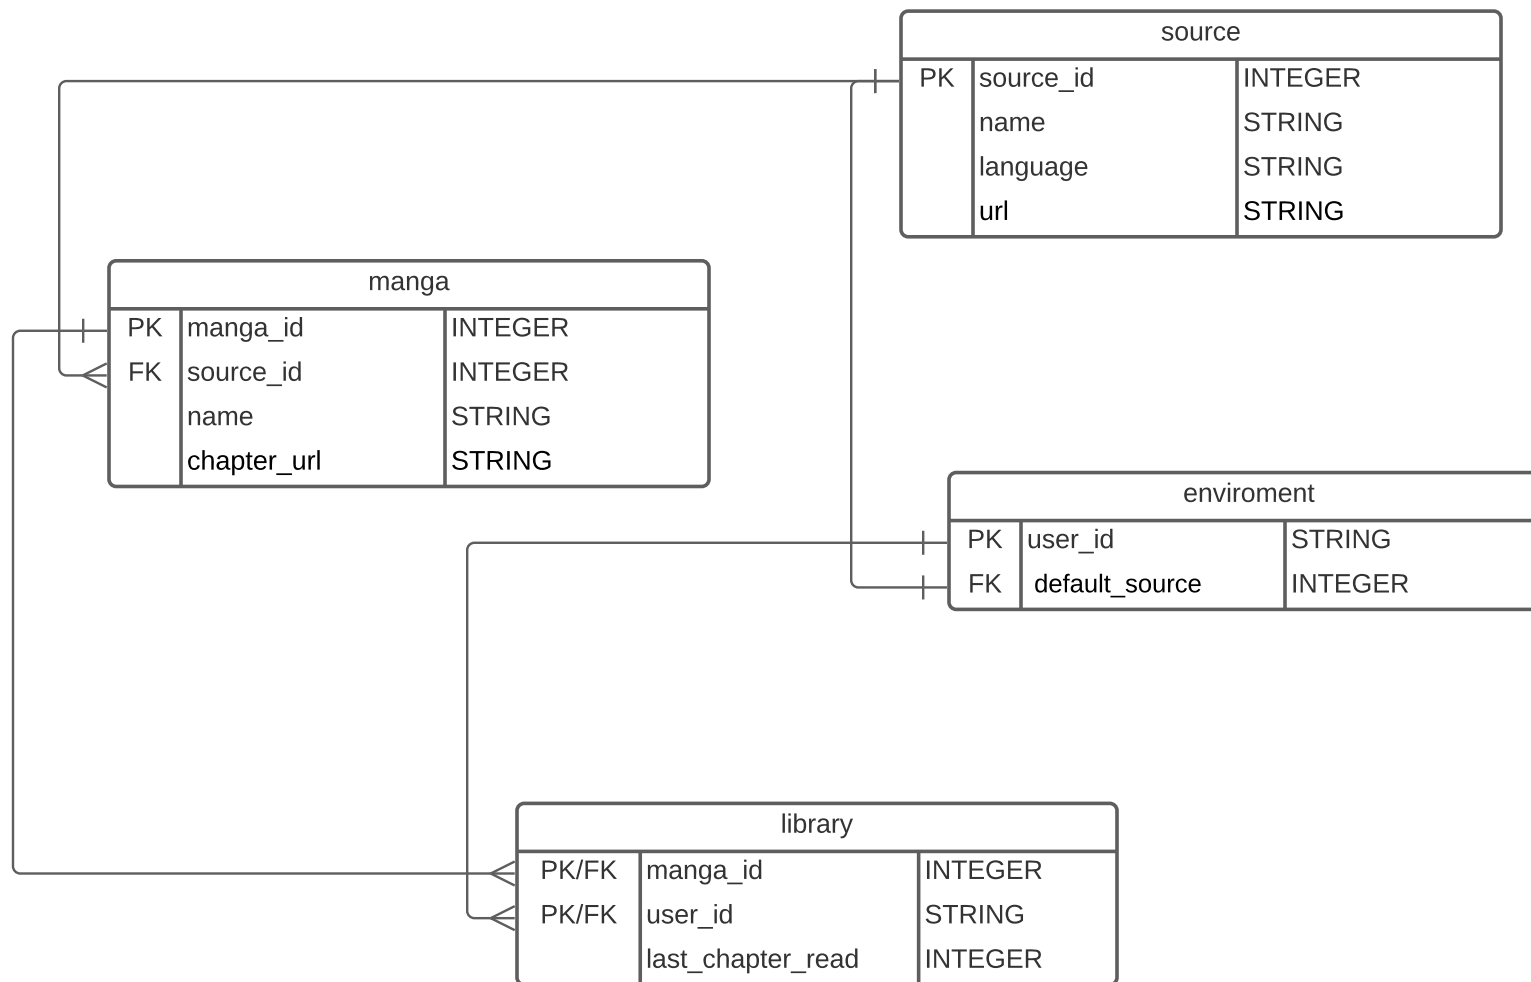 source
PK source_id INTEGER
name STRING
language STRING
url STRING
manga
PK manga_id INTEGER
FK source_id INTEGER
name STRING
chapter_url STRING
enviroment
PK user_id STRING
FK default_source INTEGER
library
PK/FK manga_id INTEGER
PK/FK user_id STRING
last_chapter_read INTEGER